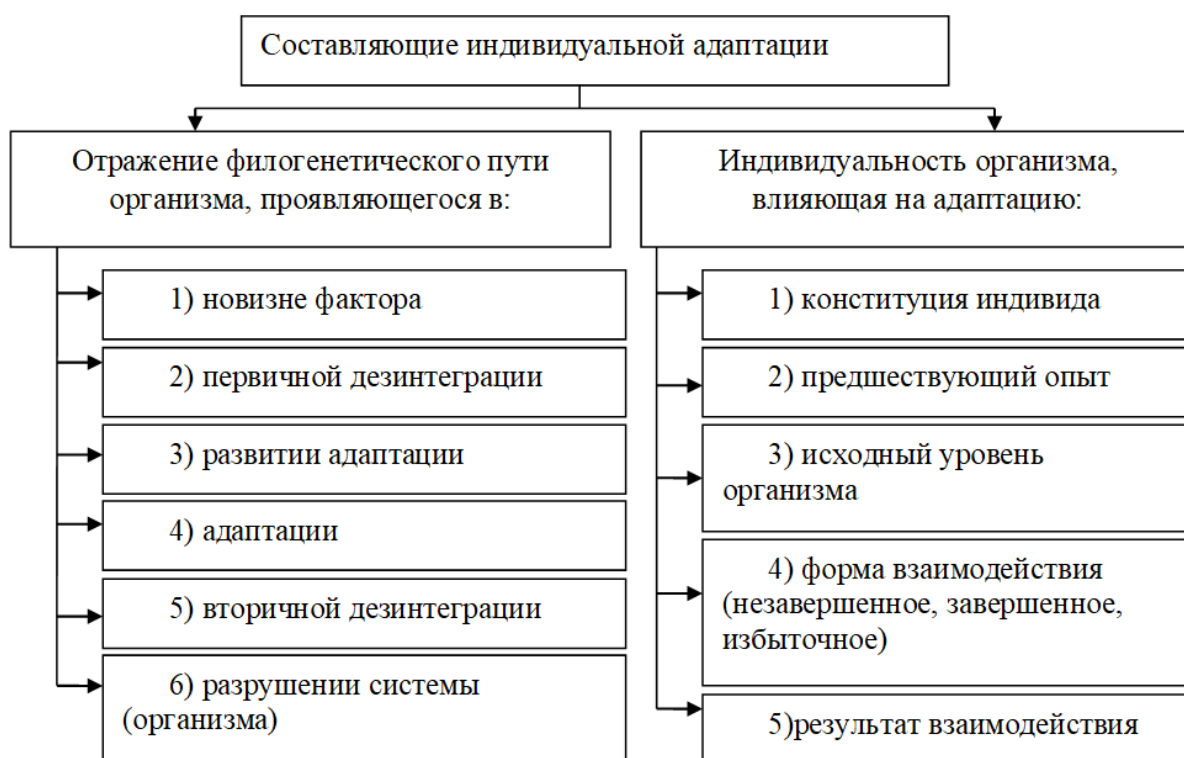 Составляющие индивидуальной адаптации
Отражение филогенетического пути
организма, проявляющегося в:
1) новизне фактора
2) первичной дезинтеграции
3) развитии адаптации
4) адаптации
5) вторичной дезинтеграции
6) разрушении системы
(организма)
Индивидуальность организма,
влияющая на адаптацию:
1) конституция индивида
2) предшествующий опыт
3) исходный уровень
организма
4) форма взаимодействия
(незавершенное, завершенное,
избыточное)
5)результат взаимодействия